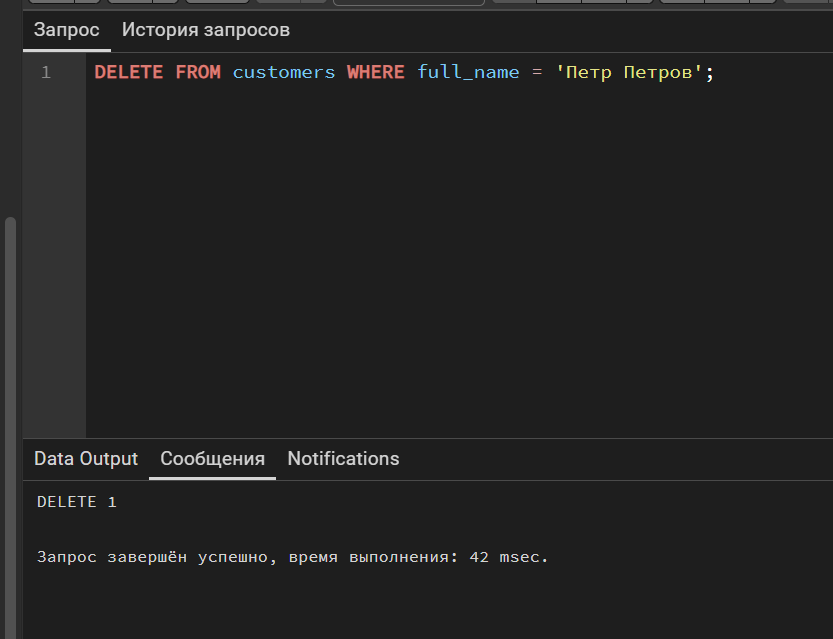 Запрос История запросов
1 DELETE FROM customers WHERE full_name = 'Петр Петров';
Data Output Сообщения Notifications
DELETE 1
Запрос завершён успешно, время выполнения: 42 msec.